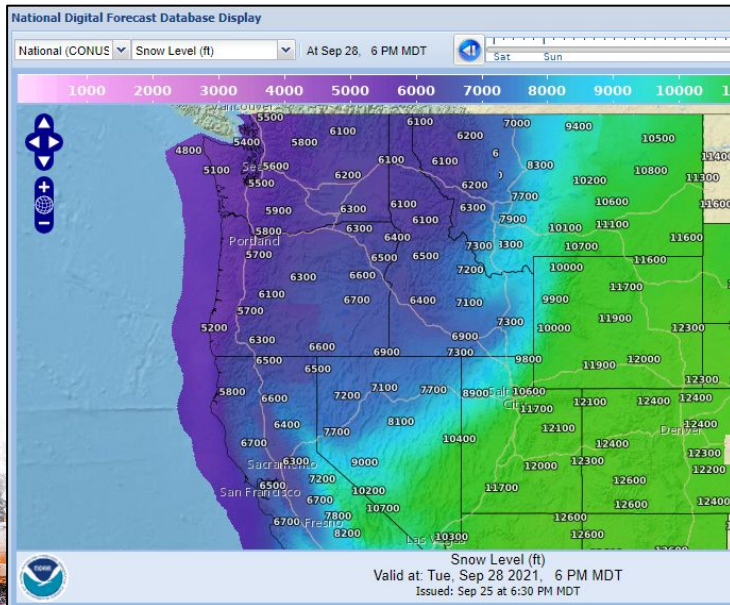 National Digital Forecast Database Display
National (CONUS Snow Level (ft) At Sep 28, 6 PM MDT
Sat Sun
1000 2000 3000 4000 5000 6000 7000 8000 9000 10000
Vancouver
5500 6100 6100 7000 9400
4800 5400 5800 6200 10500
5100 5600 6100 6100 8300 10800 11400
5500 6200 6200 7700 10200 11300
5900 6300 6100 6300 7900 10600 11600
5800 6300 6100 10100 11100
Portland 6400 7300 10700 11600
5700 6500 6500 10000 11600
6300 6600 7200
6100 6700 6400 7100 9900 11700
5700 7300 11900
5200 6300 6900 10000 12300
6500 6600 6900 7300 9800 12000
6500 11900
5800 7100 7700 8900 10600 12300
6600 7200 Salt City 11700 12100 12400 12400
6400 8100 12100 Denver 12400
6700 7700 10400 12400
Sacramento 6300 9000 12000 12300 12300
6500 7200 11700 12600 12200
San Francisco 6700 10200 12600 12400
6700 Fresno 7800 10700 12600
8200 Las Vegas 10300 12600
Snow Level (ft)
Valid at: Tue, Sep 28 2021, 6 PM MDT
Issued: Sep 25 at 6:30 PM MDT